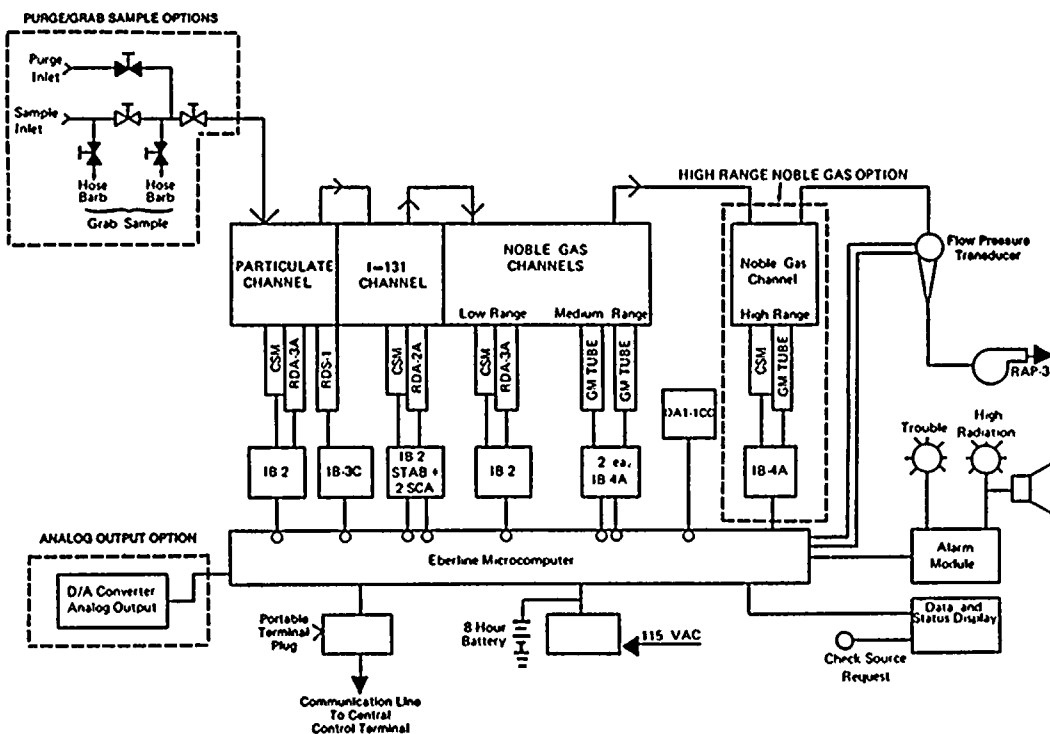 PURGE/GRAB SAMPLE OPTIONS
Purge
Inlet
Sample
Inlet
Hose
Barb
Hose
Barb
Grab Sample
HIGH RANGE NOBLE GAS OPTION
PARTICULATE
CHANNEL
I-131
CHANNEL
NOBLE GAS
CHANNELS
Low Range
Medium Range
Noble Gas
Channel
High Range
Flow Pressure
Transducer
RAP-3
CSM
RDA-3A
RDS-1
CSM
RDA-2A
CSM
RDA-3A
GM TUBE
GM TUBE
DA1-1CC
CSM
GM TUBE
Trouble
High
Radiation
IB 2
IB-3C
IB 2
STAB +
2 SCA
IB 2
2 ea,
IB 4A
IB-4A
Alarm
Module
Eberline Microcomputer
ANALOG OUTPUT OPTION
D/A Converter
Analog Output
Portable
Terminal
Plug
8 Hour
Battery
115 VAC
Data and
Status Display
Check Source
Request
Communication Line
To Central
Control Terminal